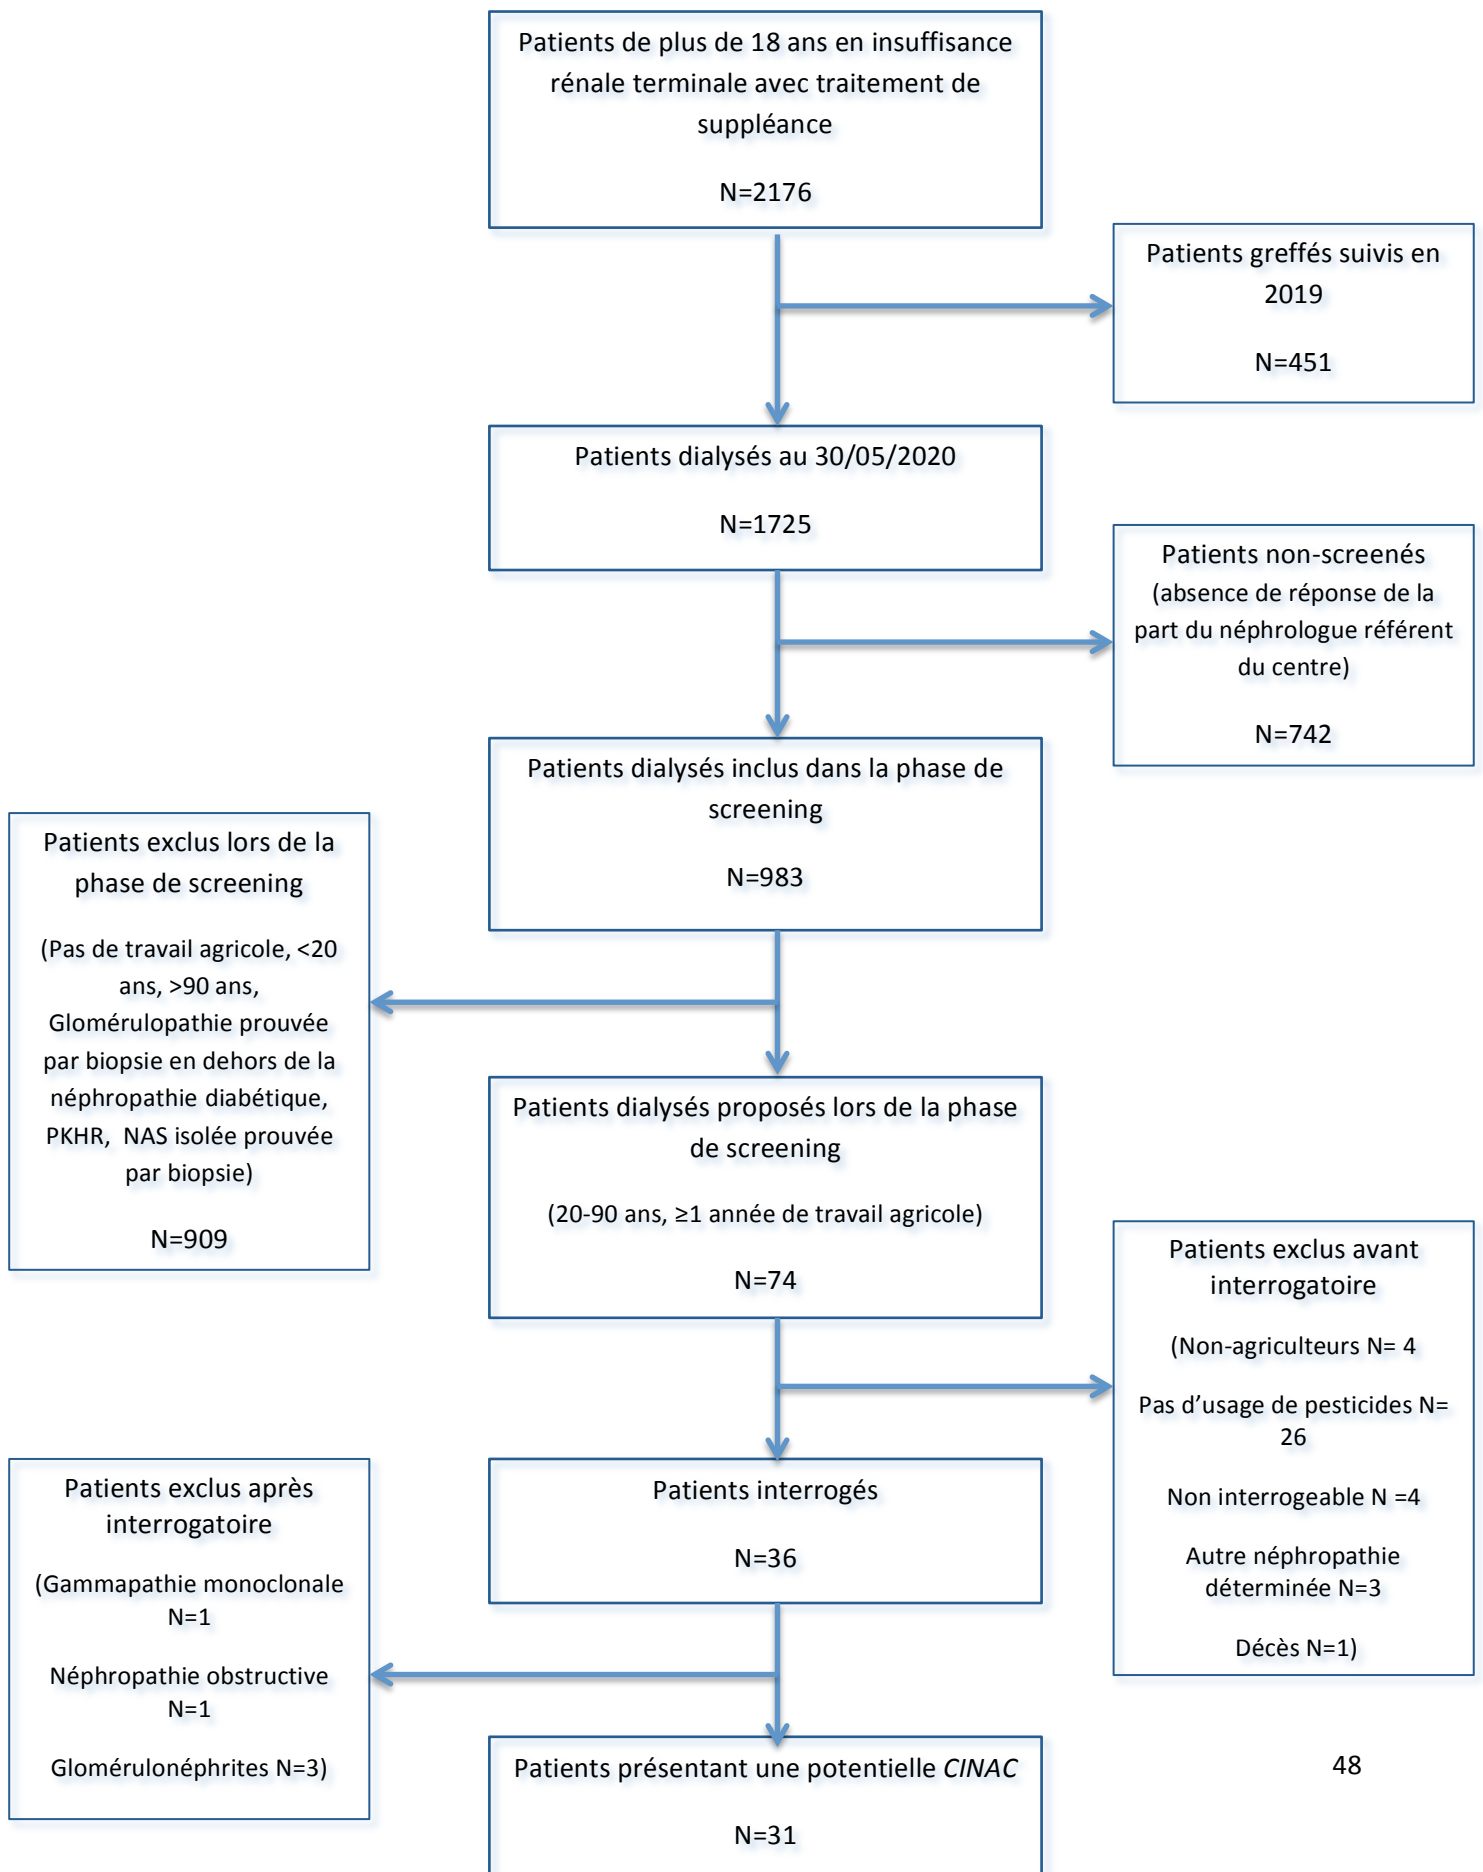 Patients de plus de 18 ans en insuffisance
rénale terminale avec traitement de
suppléance
N=2176
Patients greffés suivis en
2019
N=451
Patients dialysés au 30/05/2020
N=1725
Patients non-screenés
(absence de réponse de la
part du néphrologue référent
du centre)
N=742
Patients dialysés inclus dans la phase de
screening
N=983
Patients exclus lors de la
phase de screening
(Pas de travail agricole, <20
ans, >90 ans,
Glomérulopathie prouvée
par biopsie en dehors de la
néphropathie diabétique,
PKHR, NAS isolée prouvée
par biopsie)
N=909
Patients dialysés proposés lors de la phase
de screening
(20-90 ans, ≥1 année de travail agricole)
N=74
Patients exclus avant
interrogatoire
(Non-agriculteurs N= 4
Pas d’usage de pesticides N=
26
Non interrogeable N =4
Autre néphropathie
déterminée N=3
Décès N=1)
Patients interrogés
N=36
Patients exclus après
interrogatoire
(Gammapathie monoclonale
N=1
Néphropathie obstructive
N=1
Glomérulonéphrites N=3)
Patients présentant une potentielle CINAC
N=31
48